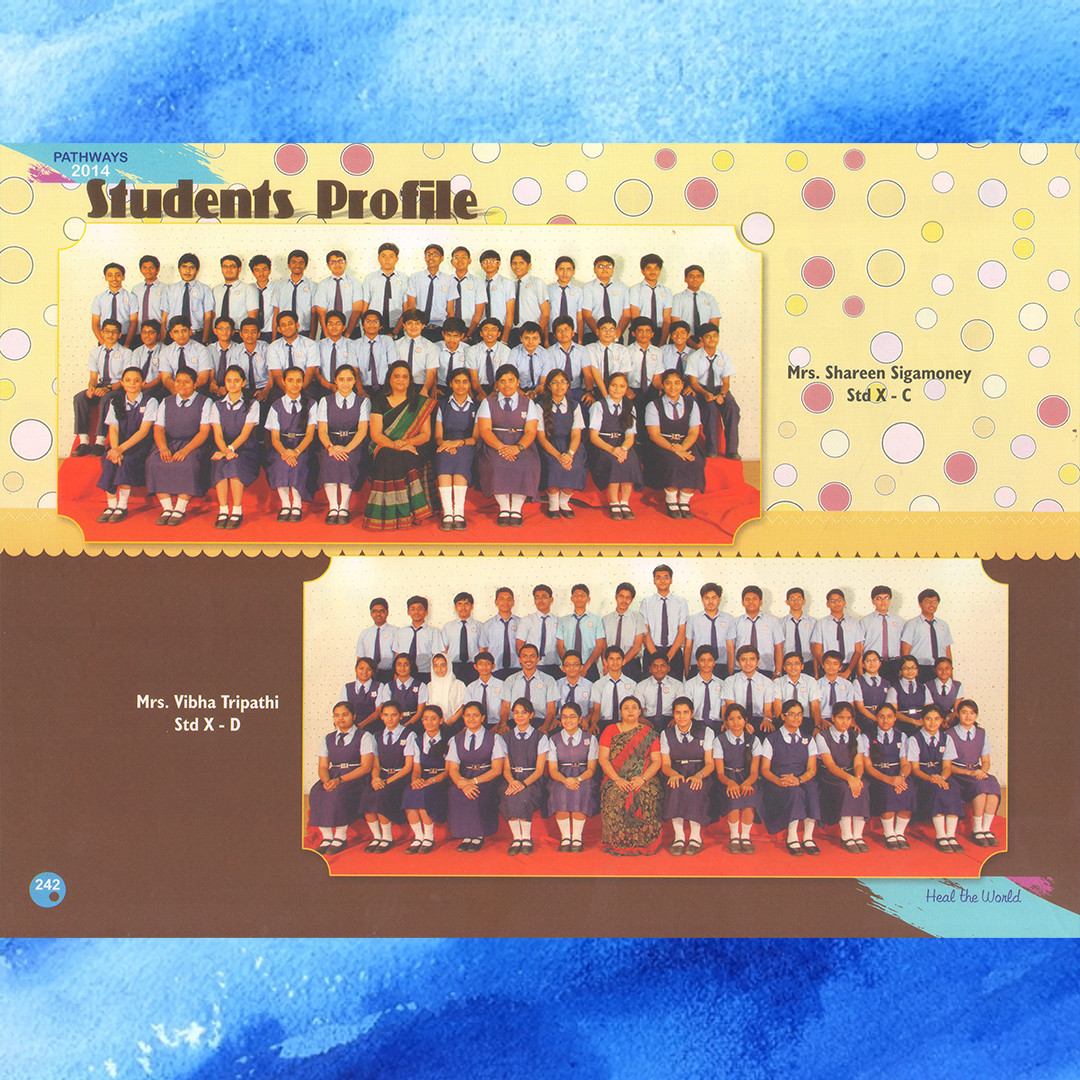 PATHWAYS
2014
Students Profile
Mrs. Shareen Sigamoney
Std X - C
Mrs. Vibha Tripathi
Std X - D
242
Heal the World